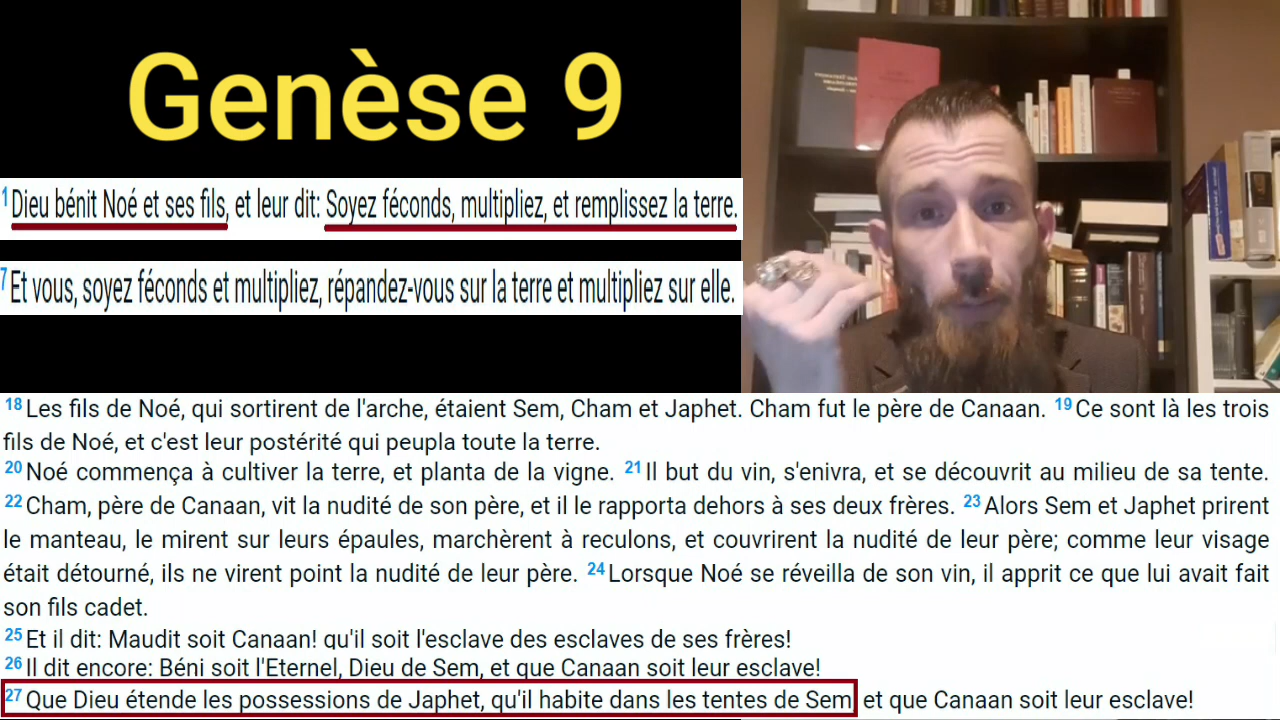 Genèse 9
1 Dieu bénit Noé et ses fils, et leur dit: Soyez féconds, multipliez, et remplissez la terre.
7 Et vous, soyez féconds et multipliez, répandez-vous sur la terre et multipliez sur elle.
18 Les fils de Noé, qui sortirent de l'arche, étaient Sem, Cham et Japhet. Cham fut le père de Canaan. 19 Ce sont là les trois
fils de Noé, et c'est leur postérité qui peupla toute la terre.
20 Noé commença à cultiver la terre, et planta de la vigne. 21 Il but du vin, s'enivra, et se découvrit au milieu de sa tente.
22 Cham, père de Canaan, vit la nudité de son père, et il le rapporta dehors à ses deux frères. 23 Alors Sem et Japhet prirent
le manteau, le mirent sur leurs épaules, marchèrent à reculons, et couvrirent la nudité de leur père; comme leur visage
était détourné, ils ne virent point la nudité de leur père. 24 Lorsque Noé se réveilla de son vin, il apprit ce que lui avait fait
son fils cadet.
25 Et il dit: Maudit soit Canaan! qu'il soit l'esclave des esclaves de ses frères!
26 Il dit encore: Béni soit l'Eternel, Dieu de Sem, et que Canaan soit leur esclave!
27 Que Dieu étende les possessions de Japhet, qu'il habite dans les tentes de Sem, et que Canaan soit leur esclave!